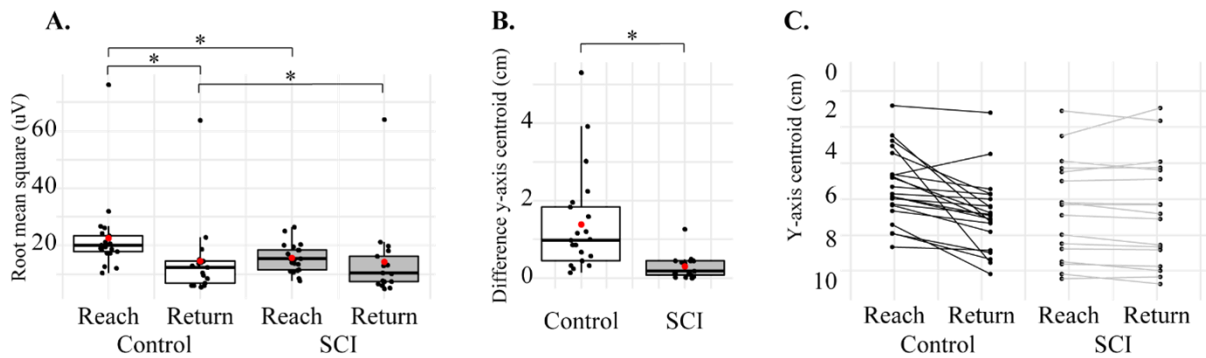 A.
*
*
*
Root mean square (uV)
60
40
20
Reach Return Reach Return
Control SCI
B.
*
Difference y-axis centroid (cm)
4
2
0
Control SCI
C.
Y-axis centroid (cm)
0
2
4
6
8
10
Reach Return Reach Return
Control SCI